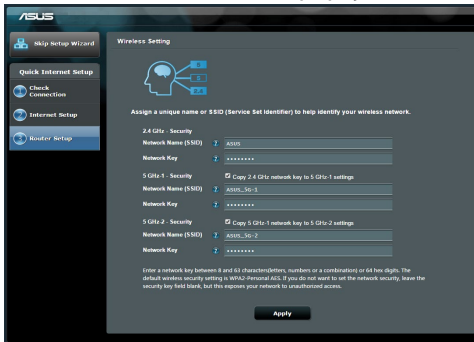 ASUS
Skip Setup Wizard
Quick Internet Setup
1 Check Connection
2 Internet Setup
3 Router Setup
Wireless Setting
5
5
2.4
Assign a unique name or SSID (Service Set Identifier) to help identify your wireless network.
2.4 GHz - Security
Network Name (SSID) ? ASUS
Network Key ? ••••••••
5 GHz-1 - Security Copy 2.4 GHz network key to 5 GHz-1 settings
Network Name (SSID) ? ASUS_5G-1
Network Key ? ••••••••
5 GHz-2 - Security Copy 5 GHz-1 network key to 5 GHz-2 settings
Network Name (SSID) ? ASUS_5G-2
Network Key ? ••••••••
Enter a network key between 8 and 63 characters(letters, numbers or a combination) or 64 hex digits. The
default wireless security setting is WPA2-Personal AES. If you do not want to set the network security, leave the
security key field blank, but this exposes your network to unauthorized access.
Apply